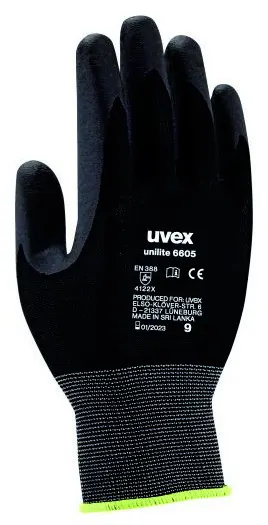 uvex
unilite 6605
EN 388
CE
4122X
PRODUCED FOR: UVEX
ELSO-KLÖVER-STR. 6
D - 21337 LÜNEBURG
MADE IN SRI LANKA
01/2023 9